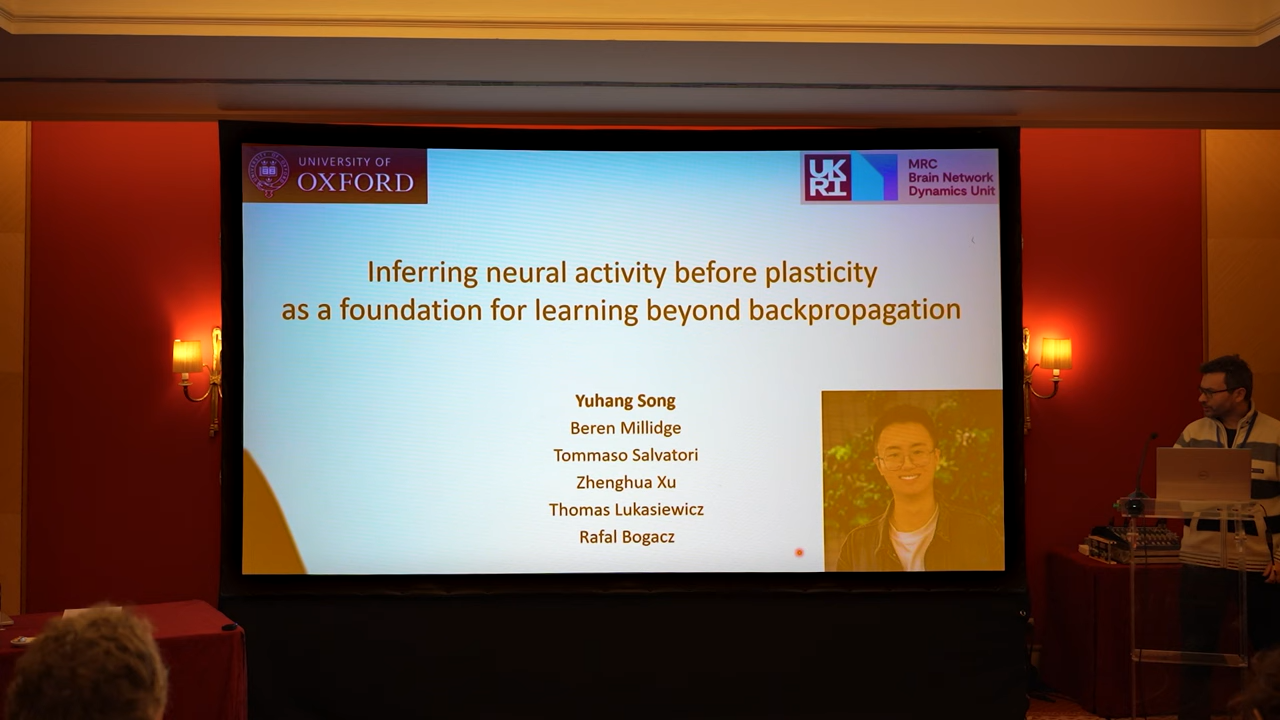 UNIVERSITY OF
OXFORD
UK
RI
MRC
Brain Network
Dynamics Unit
Inferring neural activity before plasticity
as a foundation for learning beyond backpropagation
Yuhang Song
Beren Millidge
Tommaso Salvatori
Zhenghua Xu
Thomas Lukasiewicz
Rafal Bogacz